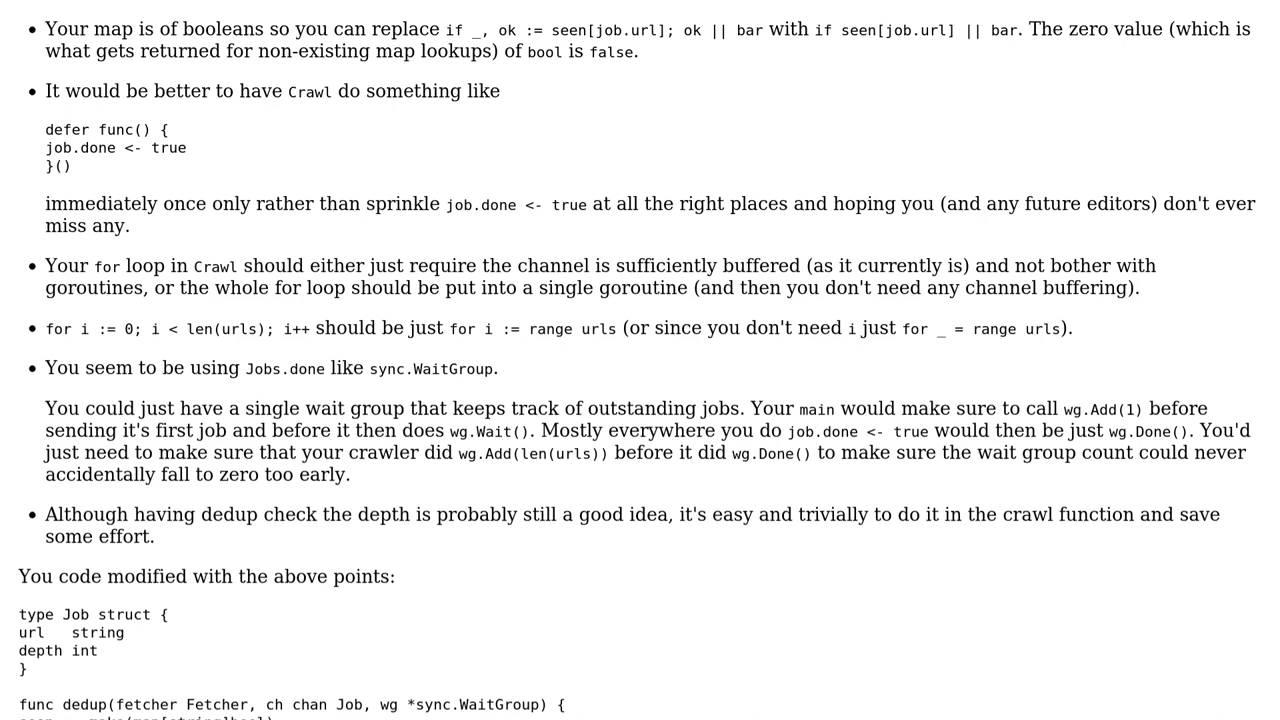 • Your map is of booleans so you can replace if _, ok := seen[job.url]; ok || bar with if seen[job.url] || bar. The zero value (which is
what gets returned for non-existing map lookups) of bool is false.
• It would be better to have Crawl do something like
defer func() {
job.done <- true
}()
immediately once only rather than sprinkle job.done <- true at all the right places and hoping you (and any future editors) don't ever
miss any.
• Your for loop in Crawl should either just require the channel is sufficiently buffered (as it currently is) and not bother with
goroutines, or the whole for loop should be put into a single goroutine (and then you don't need any channel buffering).
• for i := 0; i < len(urls); i++ should be just for i := range urls (or since you don't need i just for _ = range urls).
• You seem to be using Jobs.done like sync.WaitGroup.
You could just have a single wait group that keeps track of outstanding jobs. Your main would make sure to call wg.Add(1) before
sending it's first job and before it then does wg.Wait(). Mostly everywhere you do job.done <- true would then be just wg.Done(). You'd
just need to make sure that your crawler did wg.Add(len(urls)) before it did wg.Done() to make sure the wait group count could never
accidentally fall to zero too early.
• Although having dedup check the depth is probably still a good idea, it's easy and trivially to do it in the crawl function and save
some effort.
You code modified with the above points:
type Job struct {
url   string
depth int
}
func dedup(fetcher Fetcher, ch chan Job, wg *sync.WaitGroup) {